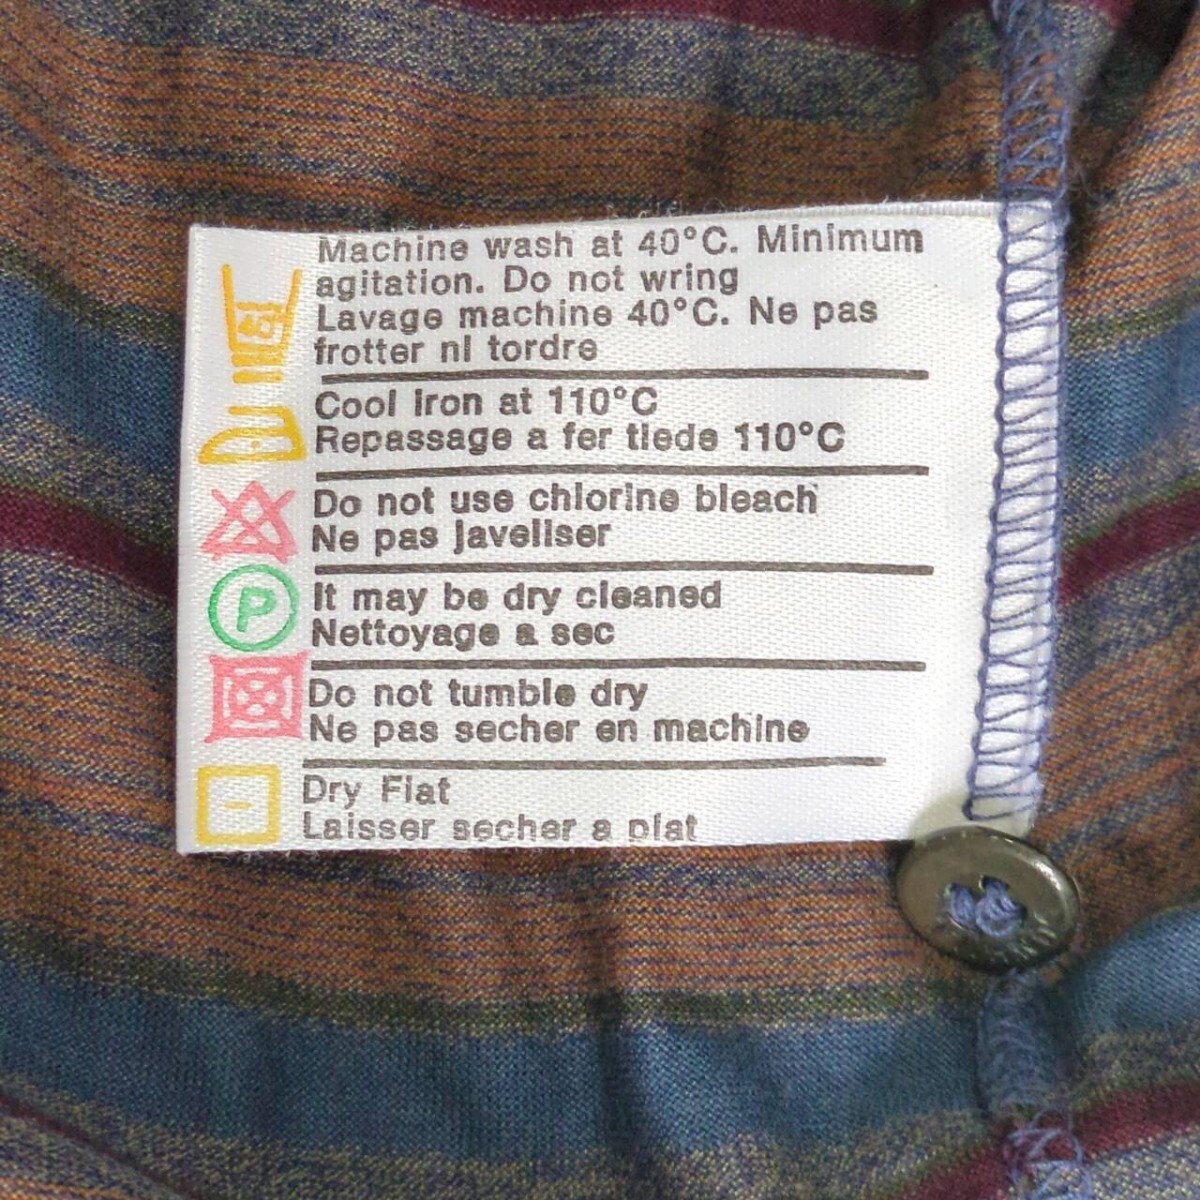 Machine wash at 40°C. Minimum
agitation. Do not wring
Lavage machine 40°C. Ne pas
frotter ni tordre
40
Cool iron at 110°C
Repassage a fer tiede 110°C
Do not use chlorine bleach
Ne pas javeliser
P
It may be dry cleaned
Nettoyage a sec
Do not tumble dry
Ne pas secher en machine
Dry Flat
Laisser secher a plat